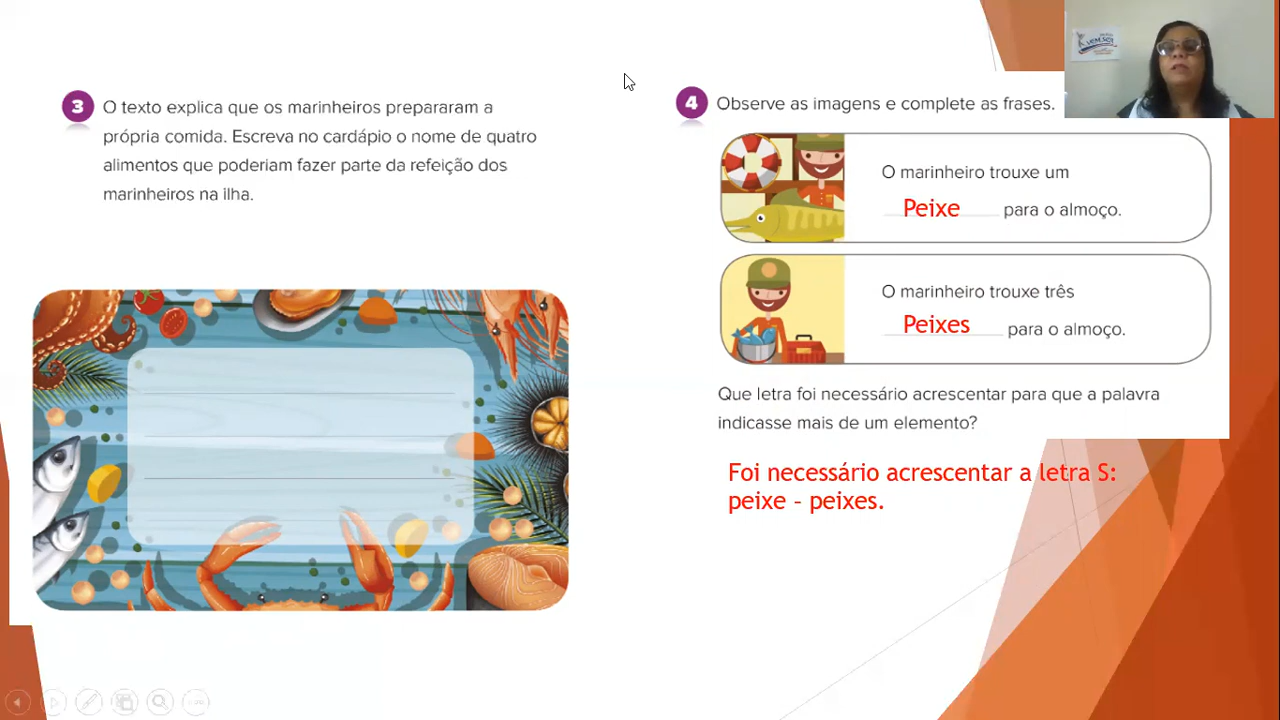 3 O texto explica que os marinheiros prepararam a
própria comida. Escreva no cardápio o nome de quatro
alimentos que poderiam fazer parte da refeição dos
marinheiros na ilha.
4 Observe as imagens e complete as frases.
O marinheiro trouxe um
Peixe para o almoço.
O marinheiro trouxe três
Peixes para o almoço.
Que letra foi necessário acrescentar para que a palavra
indicasse mais de um elemento?
Foi necessário acrescentar a letra S:
peixe – peixes.